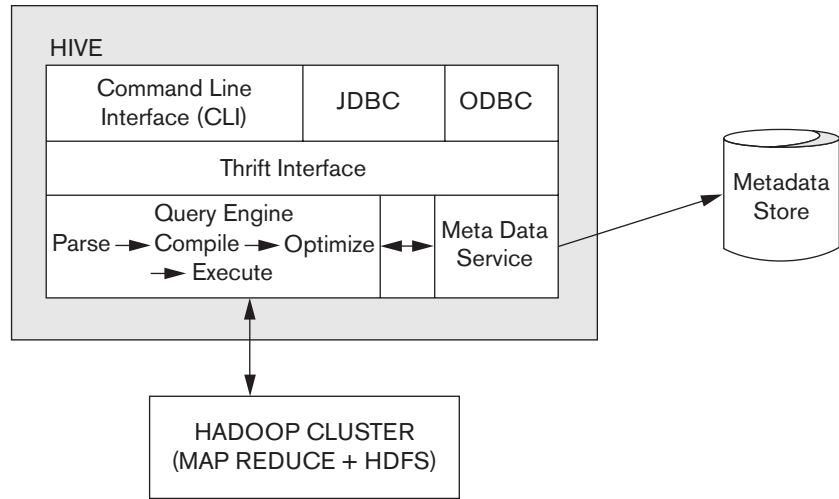 HIVE
Command Line
Interface (CLI)
JDBC
ODBC
Thrift Interface
Query Engine
Parse Compile Optimize
Execute
Meta Data
Service
Metadata
Store
HADOOP CLUSTER
(MAP REDUCE + HDFS)